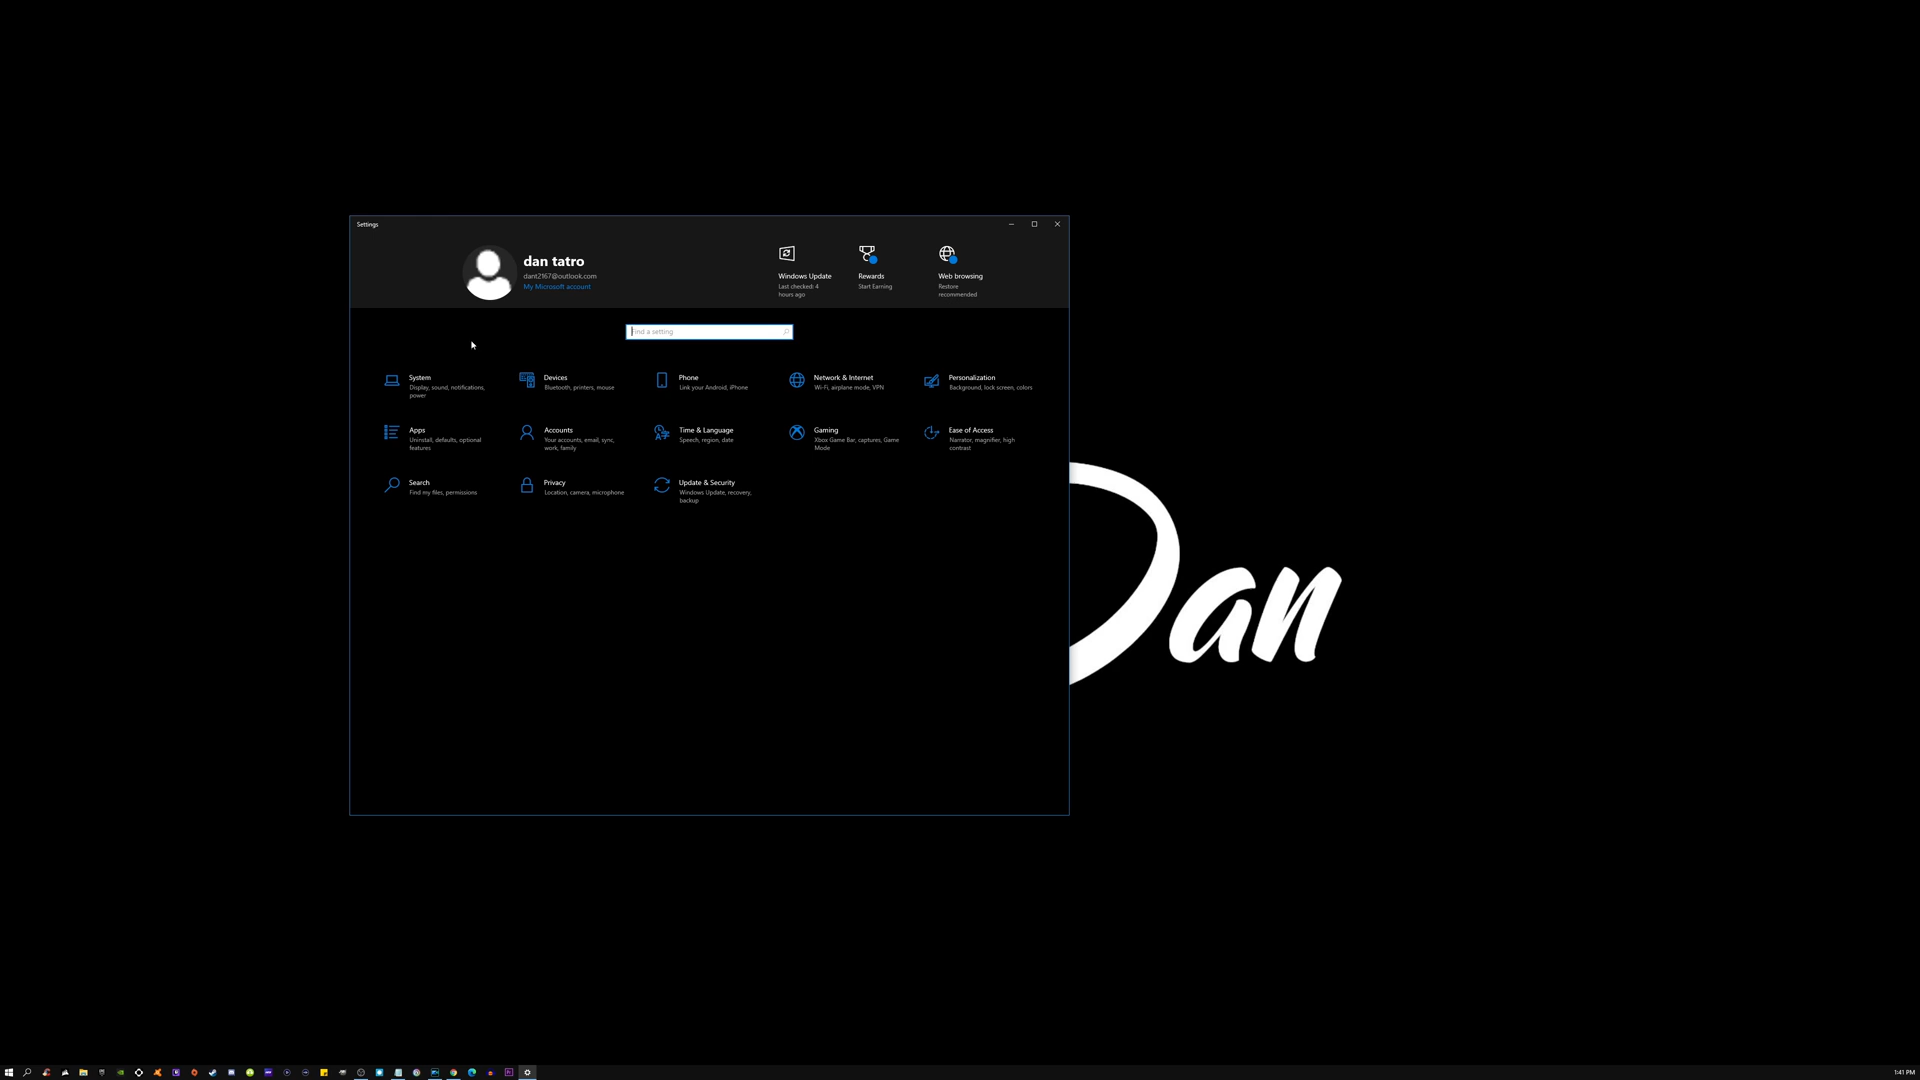 Settings
dan tatro
dant2167@outlook.com
My Microsoft account
Windows Update
Last checked: 4
hours ago
Rewards
Start Earning
Web browsing
Restore
recommended
Find a setting
System
Display, sound, notifications,
power
Devices
Bluetooth, printers, mouse
Phone
Link your Android, iPhone
Network & Internet
Wi-Fi, airplane mode, VPN
Personalization
Background, lock screen, colors
Apps
Uninstall, defaults, optional
features
Accounts
Your accounts, email, sync,
work, family
Time & Language
Speech, region, date
Gaming
Xbox Game Bar, captures, Game
Mode
Ease of Access
Narrator, magnifier, high
contrast
Search
Find my files, permissions
Privacy
Location, camera, microphone
Update & Security
Windows Update, recovery,
backup
Dan
1:41 PM